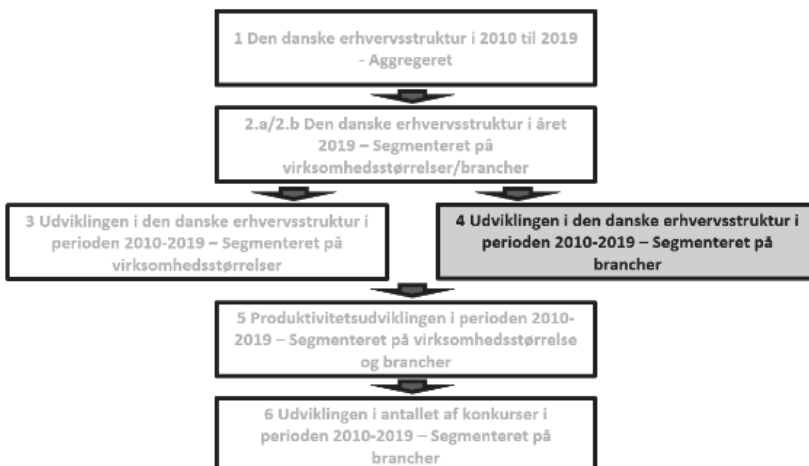 1 Den danske erhvervsstruktur i 2010 til 2019
- Aggregeret
2.a/2.b Den danske erhvervsstruktur i året
2019 – Segmenteret på
virksomhedsstørrelser/brancher
3 Udviklingen i den danske erhvervsstruktur i
perioden 2010-2019 – Segmenteret på
virksomhedsstørrelser
4 Udviklingen i den danske erhvervsstruktur i
perioden 2010-2019 – Segmenteret på
brancher
5 Produktivitetsudviklingen i perioden 2010-
2019 – Segmenteret på virksomhedsstørrelse
og brancher
6 Udviklingen i antallet af konkurser i
perioden 2010-2019 – Segmenteret på
brancher